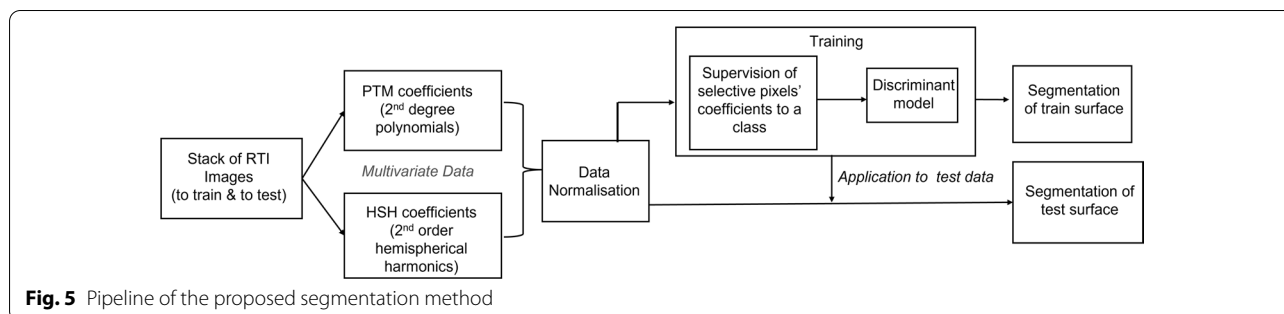 Stack of RTI
Images
(to train & to test)
PTM coefficients
(2nd degree
polynomials)
Multivariate Data
HSH coefficients
(2nd order
hemispherical
harmonics)
Data
Normalisation
Training
Supervision of
selective pixels'
coefficients to a
class
Discriminant
model
Segmentation
of train surface
Application to test data
Segmentation of
test surface
Fig. 5 Pipeline of the proposed segmentation method